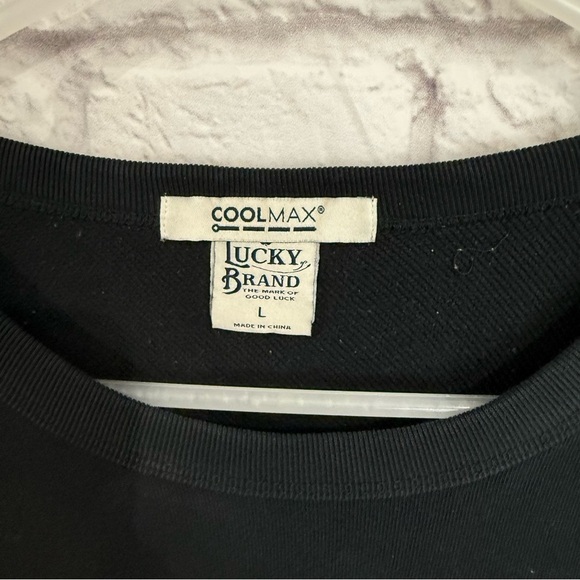 COOLMAX®
LUCKY
BRAND
THE MARK OF
GOOD LUCK
L
MADE IN CHINA